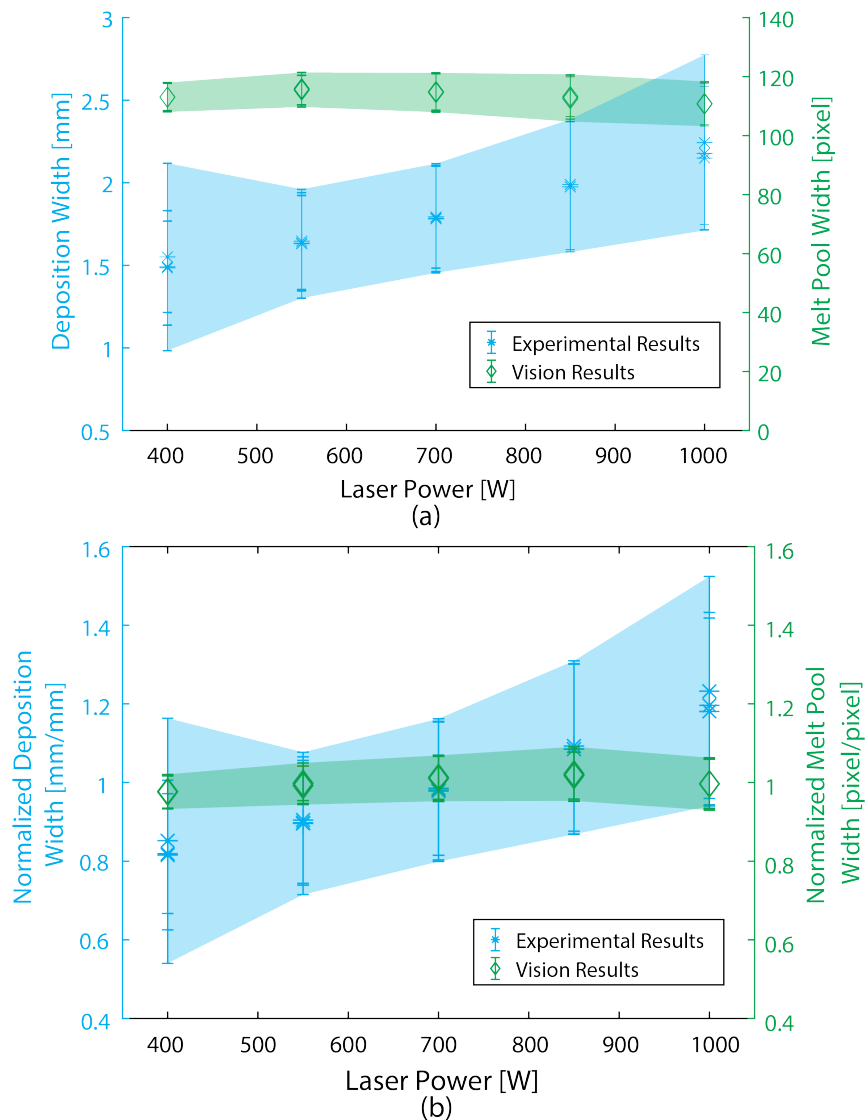 3
2.5
2
1.5
1
0.5
Deposition Width [mm]
140
120
100
80
60
40
20
0
Melt Pool Width [pixel]
Experimental Results
Vision Results
400 500 600 700 800 900 1000
Laser Power [W]
(a)
1.6
1.4
1.2
1
0.8
0.6
0.4
Normalized Deposition
Width [mm/mm]
1.6
1.4
1.2
1
0.8
0.6
0.4
Normalized Melt Pool
Width [pixel/pixel]
Experimental Results
Vision Results
400 500 600 700 800 900 1000
Laser Power [W]
(b)